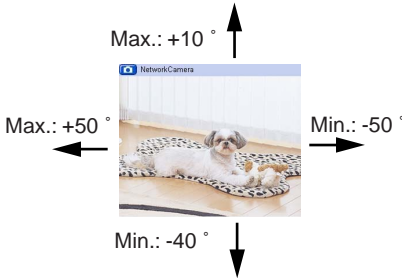 Max.: +10 ˚
NetworkCamera
Max.: +50 ˚
Min.: -50 ˚
Min.: -40 ˚